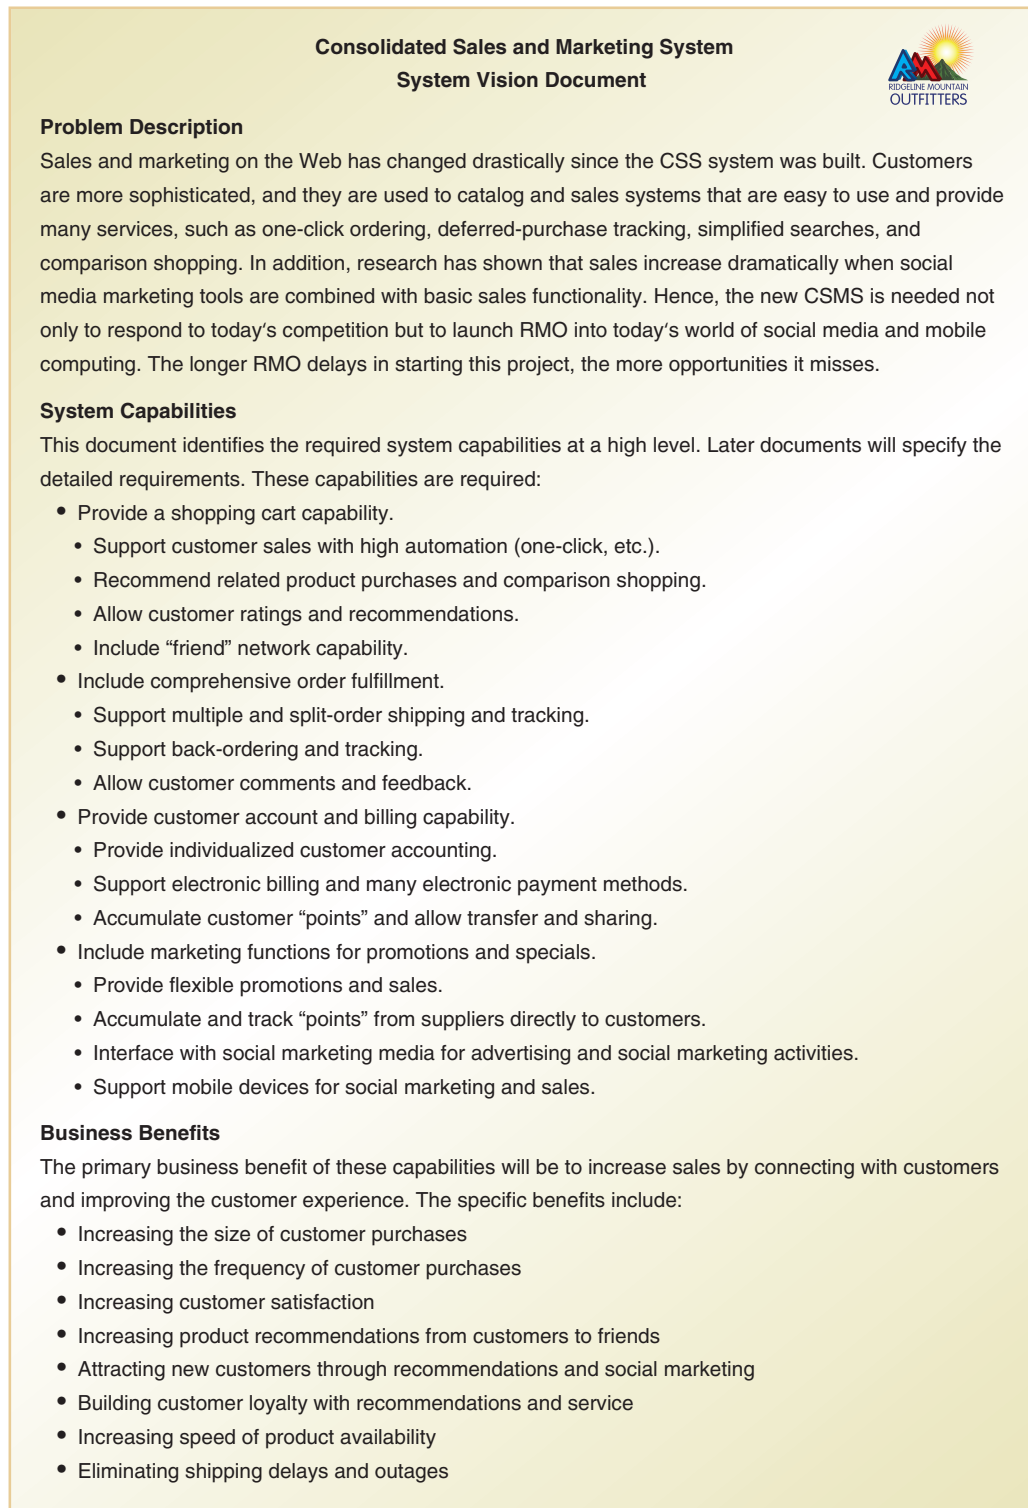 Consolidated Sales and Marketing System
System Vision Document
RM
RIDGELINE MOUNTAIN
OUTFITTERS
Problem Description
Sales and marketing on the Web has changed drastically since the CSS system was built. Customers
are more sophisticated, and they are used to catalog and sales systems that are easy to use and provide
many services, such as one-click ordering, deferred-purchase tracking, simplified searches, and
comparison shopping. In addition, research has shown that sales increase dramatically when social
media marketing tools are combined with basic sales functionality. Hence, the new CSMS is needed not
only to respond to today‘s competition but to launch RMO into today‘s world of social media and mobile
computing. The longer RMO delays in starting this project, the more opportunities it misses.
System Capabilities
This document identifies the required system capabilities at a high level. Later documents will specify the
detailed requirements. These capabilities are required:
• Provide a shopping cart capability.
• Support customer sales with high automation (one-click, etc.).
• Recommend related product purchases and comparison shopping.
• Allow customer ratings and recommendations.
• Include “friend” network capability.
• Include comprehensive order fulfillment.
• Support multiple and split-order shipping and tracking.
• Support back-ordering and tracking.
• Allow customer comments and feedback.
• Provide customer account and billing capability.
• Provide individualized customer accounting.
• Support electronic billing and many electronic payment methods.
• Accumulate customer “points” and allow transfer and sharing.
• Include marketing functions for promotions and specials.
• Provide flexible promotions and sales.
• Accumulate and track “points” from suppliers directly to customers.
• Interface with social marketing media for advertising and social marketing activities.
• Support mobile devices for social marketing and sales.
Business Benefits
The primary business benefit of these capabilities will be to increase sales by connecting with customers
and improving the customer experience. The specific benefits include:
• Increasing the size of customer purchases
• Increasing the frequency of customer purchases
• Increasing customer satisfaction
• Increasing product recommendations from customers to friends
• Attracting new customers through recommendations and social marketing
• Building customer loyalty with recommendations and service
• Increasing speed of product availability
• Eliminating shipping delays and outages